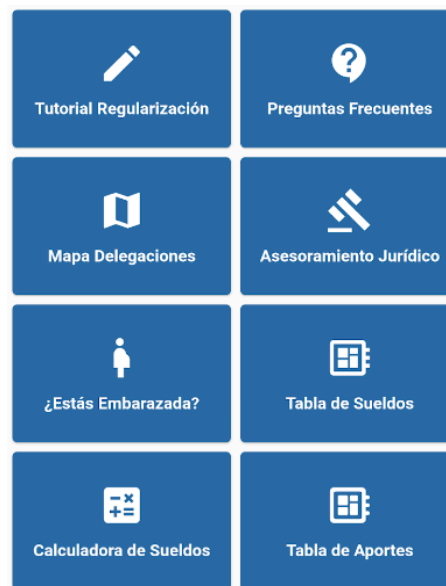 Tutorial Regularización
Preguntas Frecuentes
Mapa Delegaciones
Asesoramiento Jurídico
¿Estás Embarazada?
Tabla de Sueldos
Calculadora de Sueldos
Tabla de Aportes